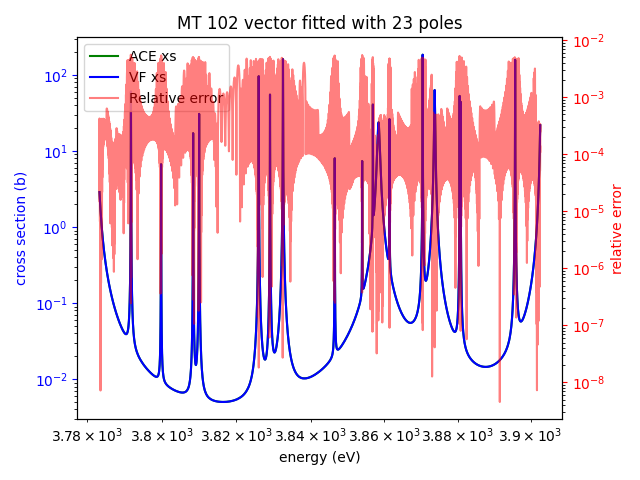 MT 102 vector fitted with 23 poles
ACE xs
VF xs
Relative error
cross section (b)
10²
10¹
10⁰
10⁻¹
10⁻²
10⁻²
10⁻³
10⁻⁴
10⁻⁵
10⁻⁶
10⁻⁷
10⁻⁸
relative error
3.78 × 10³ 3.8 × 10³ 3.82 × 10³ 3.84 × 10³ 3.86 × 10³ 3.88 × 10³ 3.9 × 10³
energy (eV)